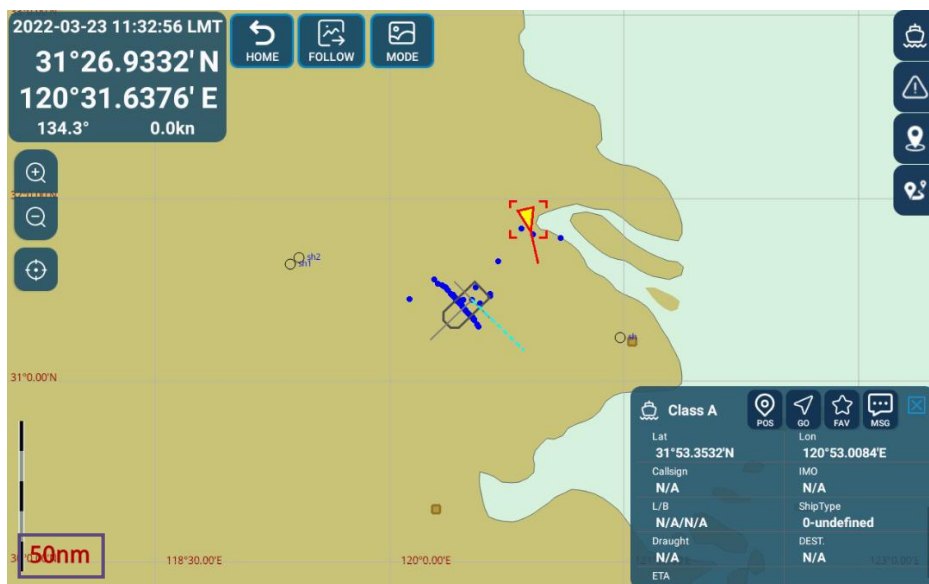 2022-03-23 11:32:56 LMT
31°26.9332' N
120°31.6376' E
134.3° 0.0kn
HOME
FOLLOW
MODE
sh2
sh1
sh
31°0.00'N
Class A
POS
GO
FAV
MSG
Lat
Lon
31°53.3532'N
120°53.0084'E
Callsign
IMO
N/A
N/A
L/B
ShipType
N/A/N/A
0-undefined
Draught
DEST.
N/A
N/A
ETA
50nm
118°30.00'E
120°0.00'E